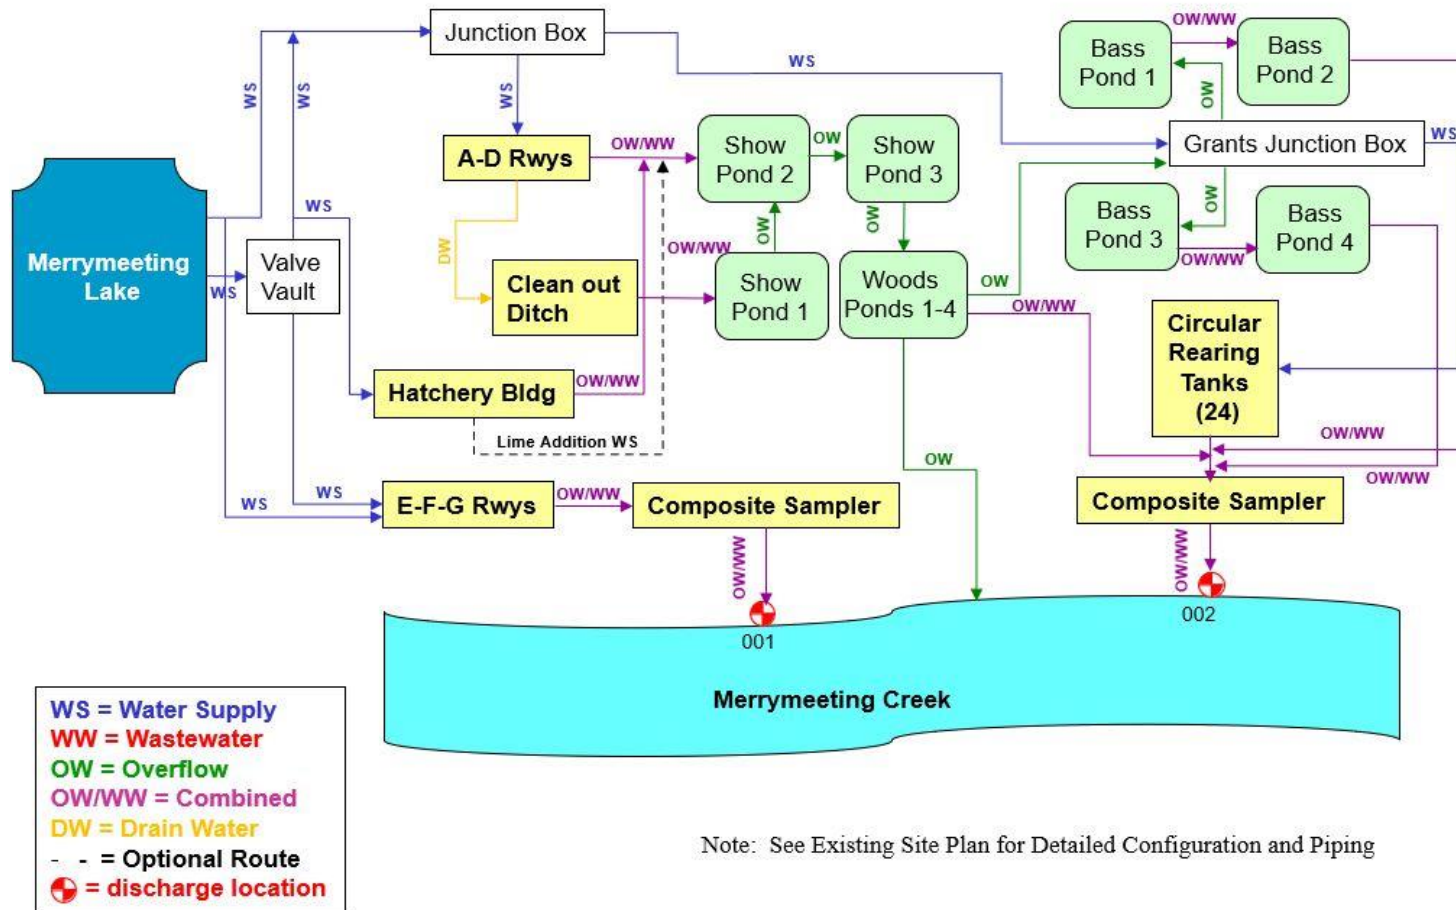 Junction Box
WS
WS
WS
WS
WS
OW/WW
Bass
Pond 1
Bass
Pond 2
OW
Grants Junction Box
WS
A-D Rwys
OW/WW
Show
Pond 2
OW
Show
Pond 3
OW
Bass
Pond 3
OW/WW
Bass
Pond 4
Merrymeeting
Lake
WS
WS
Valve
Vault
DW
Clean out
Ditch
OW/WW
OW
Show
Pond 1
OW
Woods
Ponds 1-4
OW
OW/WW
Circular
Rearing
Tanks
(24)
Hatchery Bldg
OW/WW
Lime Addition WS
OW/WW
OW
OW/WW
WS
WS
E-F-G Rwys
OW/WW
Composite Sampler
Composite Sampler
OW/WW
OW/WW
001
002
Merrymeeting Creek
WS = Water Supply
WW = Wastewater
OW = Overflow
OW/WW = Combined
DW = Drain Water
- - = Optional Route
= discharge location
Note: See Existing Site Plan for Detailed Configuration and Piping